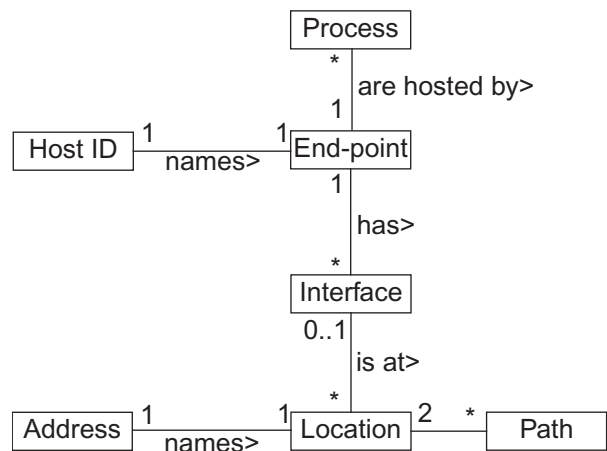 Process
*
are hosted by>
1
Host ID
1
1
names>
End-point
1
has>
*
Interface
0..1
is at>
*
Address
1
1
names>
Location
2
*
Path